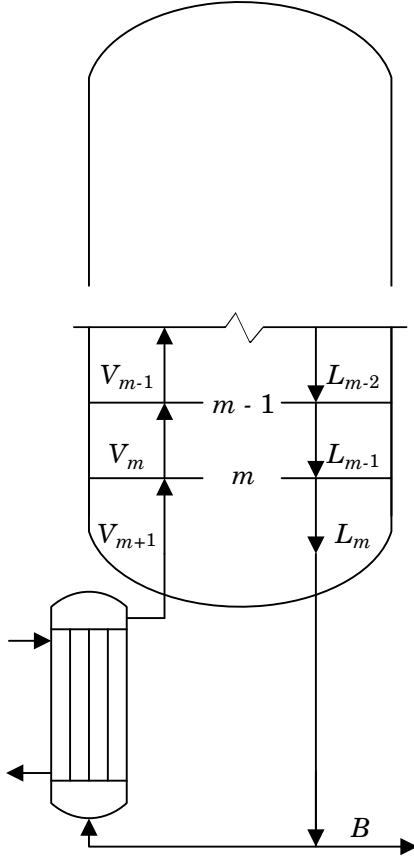 V_{m-1} L_{m-2}
m - 1
V_m L_{m-1}
m
V_{m+1} L_m
B